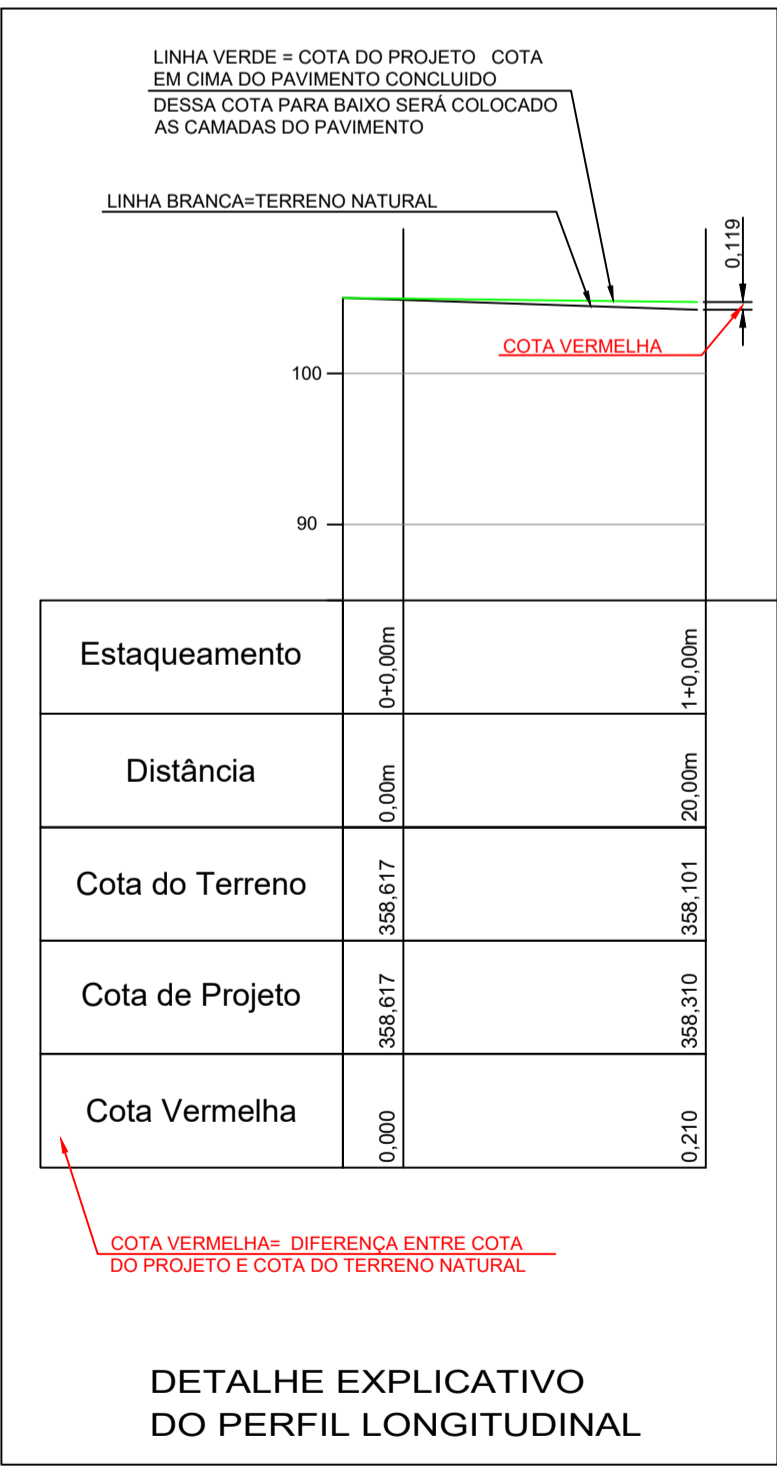 LINHA VERDE = COTA DO PROJETO COTA
EM CIMA DO PAVIMENTO CONCLUIDO
DESSA COTA PARA BAIXO SERÁ COLOCADO
AS CAMADAS DO PAVIMENTO
LINHA BRANCA=TERRENO NATURAL
0,119
COTA VERMELHA
100
90
Estaqueamento 0+0,00m 1+0,00m
Distância 0,00m 20,00m
Cota do Terreno 358,617 358,101
Cota de Projeto 358,617 358,310
Cota Vermelha 0,000 0,210
COTA VERMELHA= DIFERENÇA ENTRE COTA
DO PROJETO E COTA DO TERRENO NATURAL
DETALHE EXPLICATIVO
DO PERFIL LONGITUDINAL